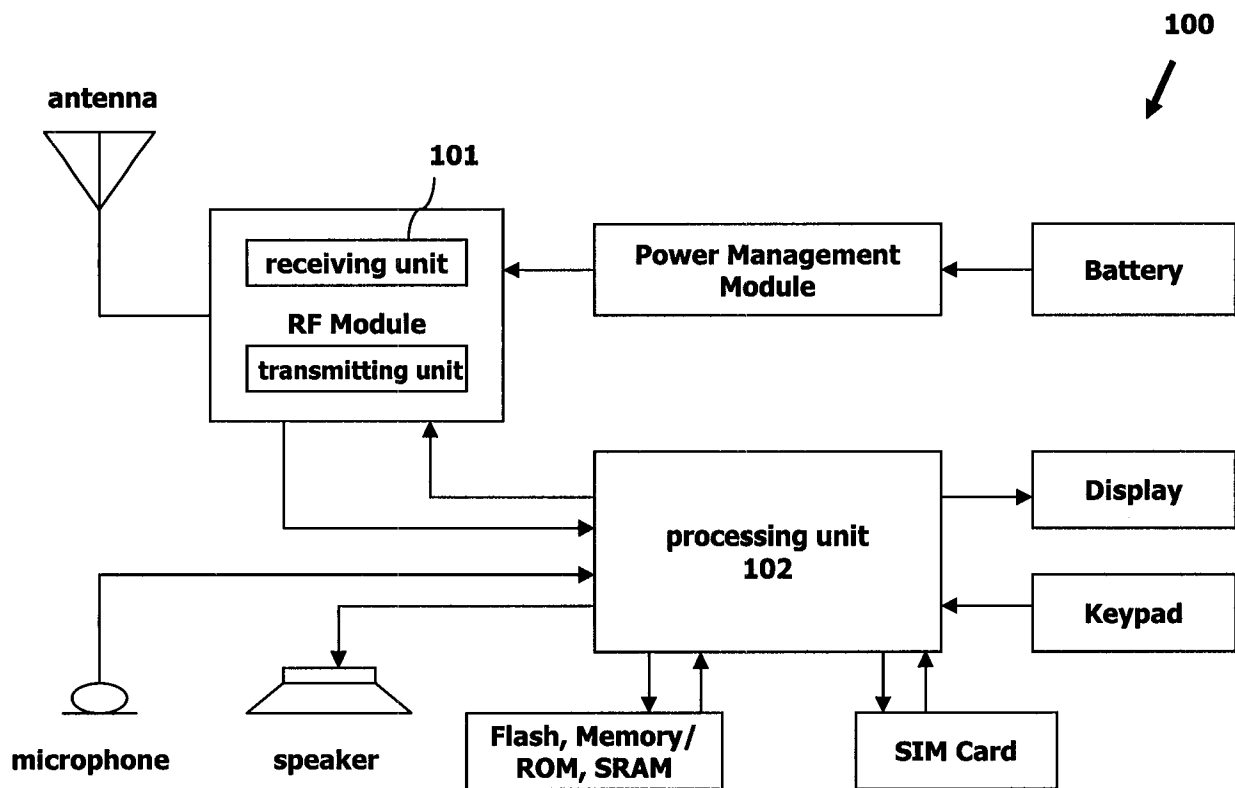 100
antenna
101
receiving unit
RF Module
transmitting unit
Power Management
Module
Battery
processing unit
102
Display
Keypad
microphone
speaker
Flash, Memory/
ROM, SRAM
SIM Card